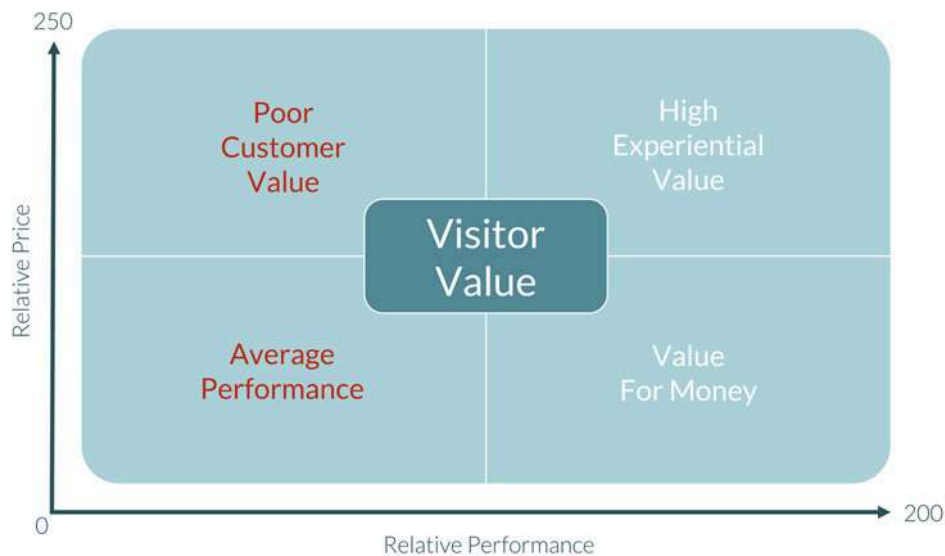 250
Poor
Customer
Value
High
Experiential
Value
Visitor
Value
Relative Price
Average
Performance
Value
For Money
0
200
Relative Performance